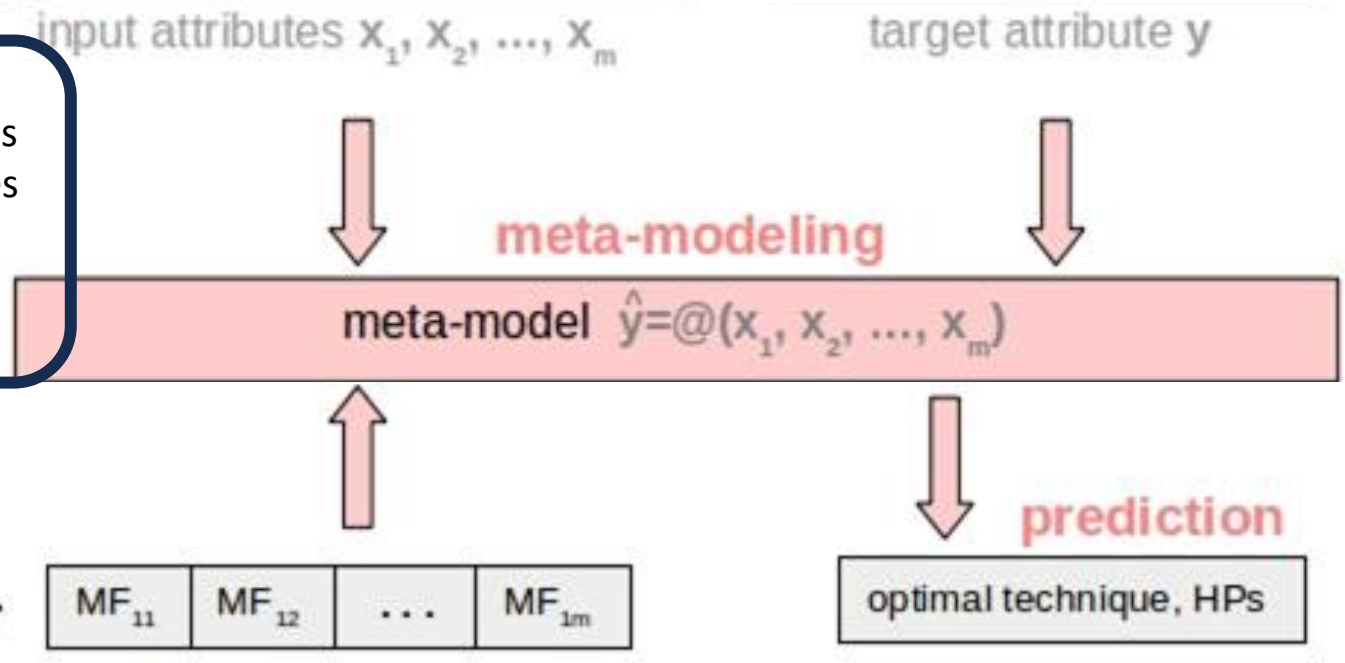 input attributes x₁, x₂, ..., xₘ
target attribute y
meta-modeling
meta-model ŷ=@(x₁, x₂, ..., xₘ)
prediction
MF₁₁ MF₁₂ ... MF₁ₘ
optimal technique, HPs